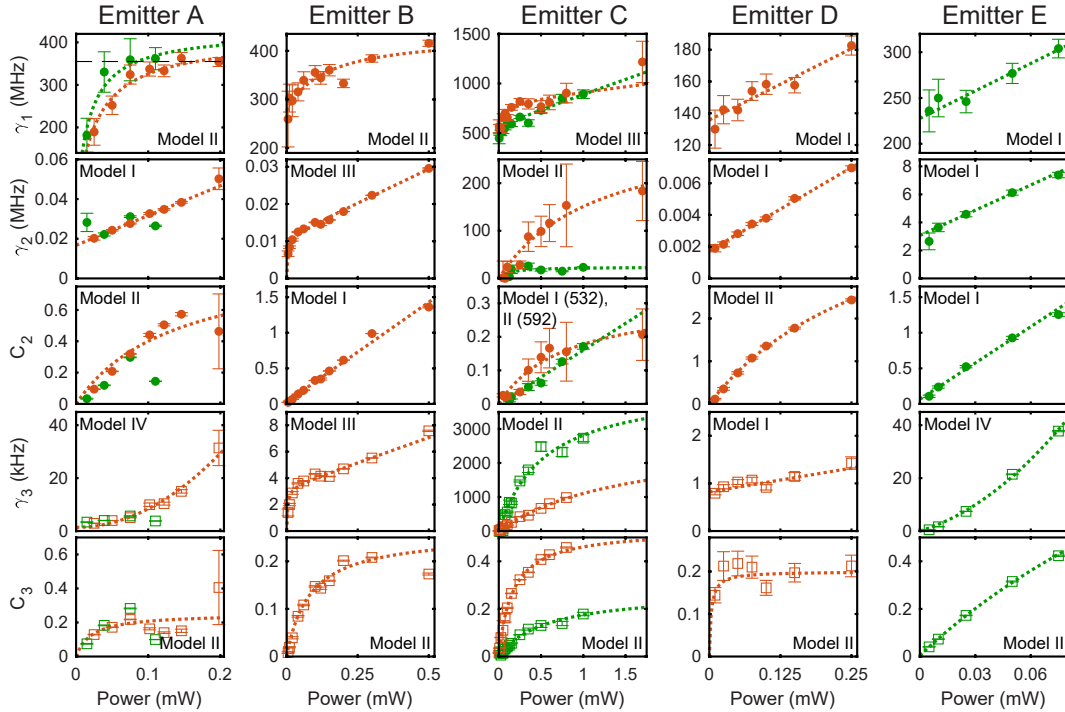 Emitter A Emitter B Emitter C Emitter D Emitter E
γ1 (MHz)
400 300 200
Model II
400 300 200
Model II
1500 1000 500
Model III
180 160 140 120
Model I
300 250 200
Model I
γ2 (MHz)
0.06 0.04 0.02 0
Model I
0.03 0.02 0.01 0
Model III
200 100 0
Model II
0.006 0.004 0.002 0
Model I
8 6 4 2 0
Model I
C2
0.6 0.4 0.2 0
Model II
1.5 1 0.5 0
Model I
0.3 0.2 0.1 0
Model I (532),
II (592)
2 1 0
Model II
1.5 1 0.5 0
Model I
γ3 (kHz)
40 20 0
Model IV
8 6 4 2 0
Model III
3000 2000 1000 0
Model II
2 1 0
Model I
40 20 0
Model IV
C3
0.6 0.4 0.2 0
Model II
0.2 0.1 0
Model II
0.4 0.2 0
Model II
0.2 0
Model II
0.4 0.2 0
Model II
0 0.1 0.2
0 0.25 0.5
0 0.5 1 1.5
0 0.05 0.15 0.25
0 0.03 0.06
Power (mW) Power (mW) Power (mW) Power (mW) Power (mW)